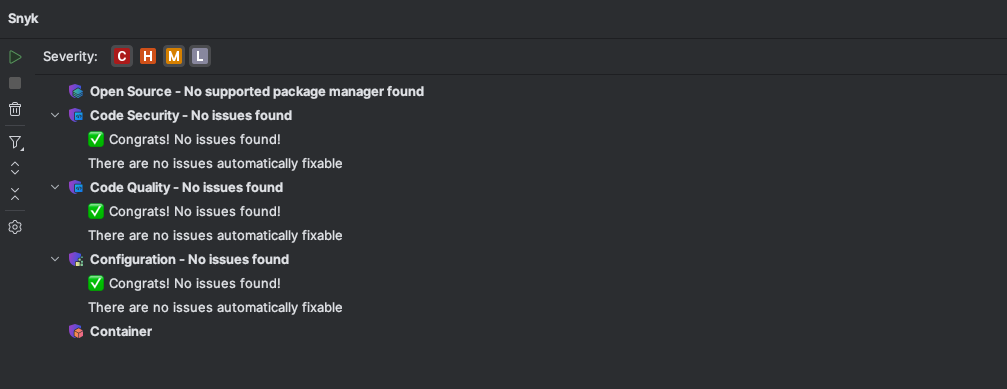 Snyk
Severity: C H M L
Open Source - No supported package manager found
Code Security - No issues found
✅ Congrats! No issues found!
There are no issues automatically fixable
Code Quality - No issues found
✅ Congrats! No issues found!
There are no issues automatically fixable
Configuration - No issues found
✅ Congrats! No issues found!
There are no issues automatically fixable
Container